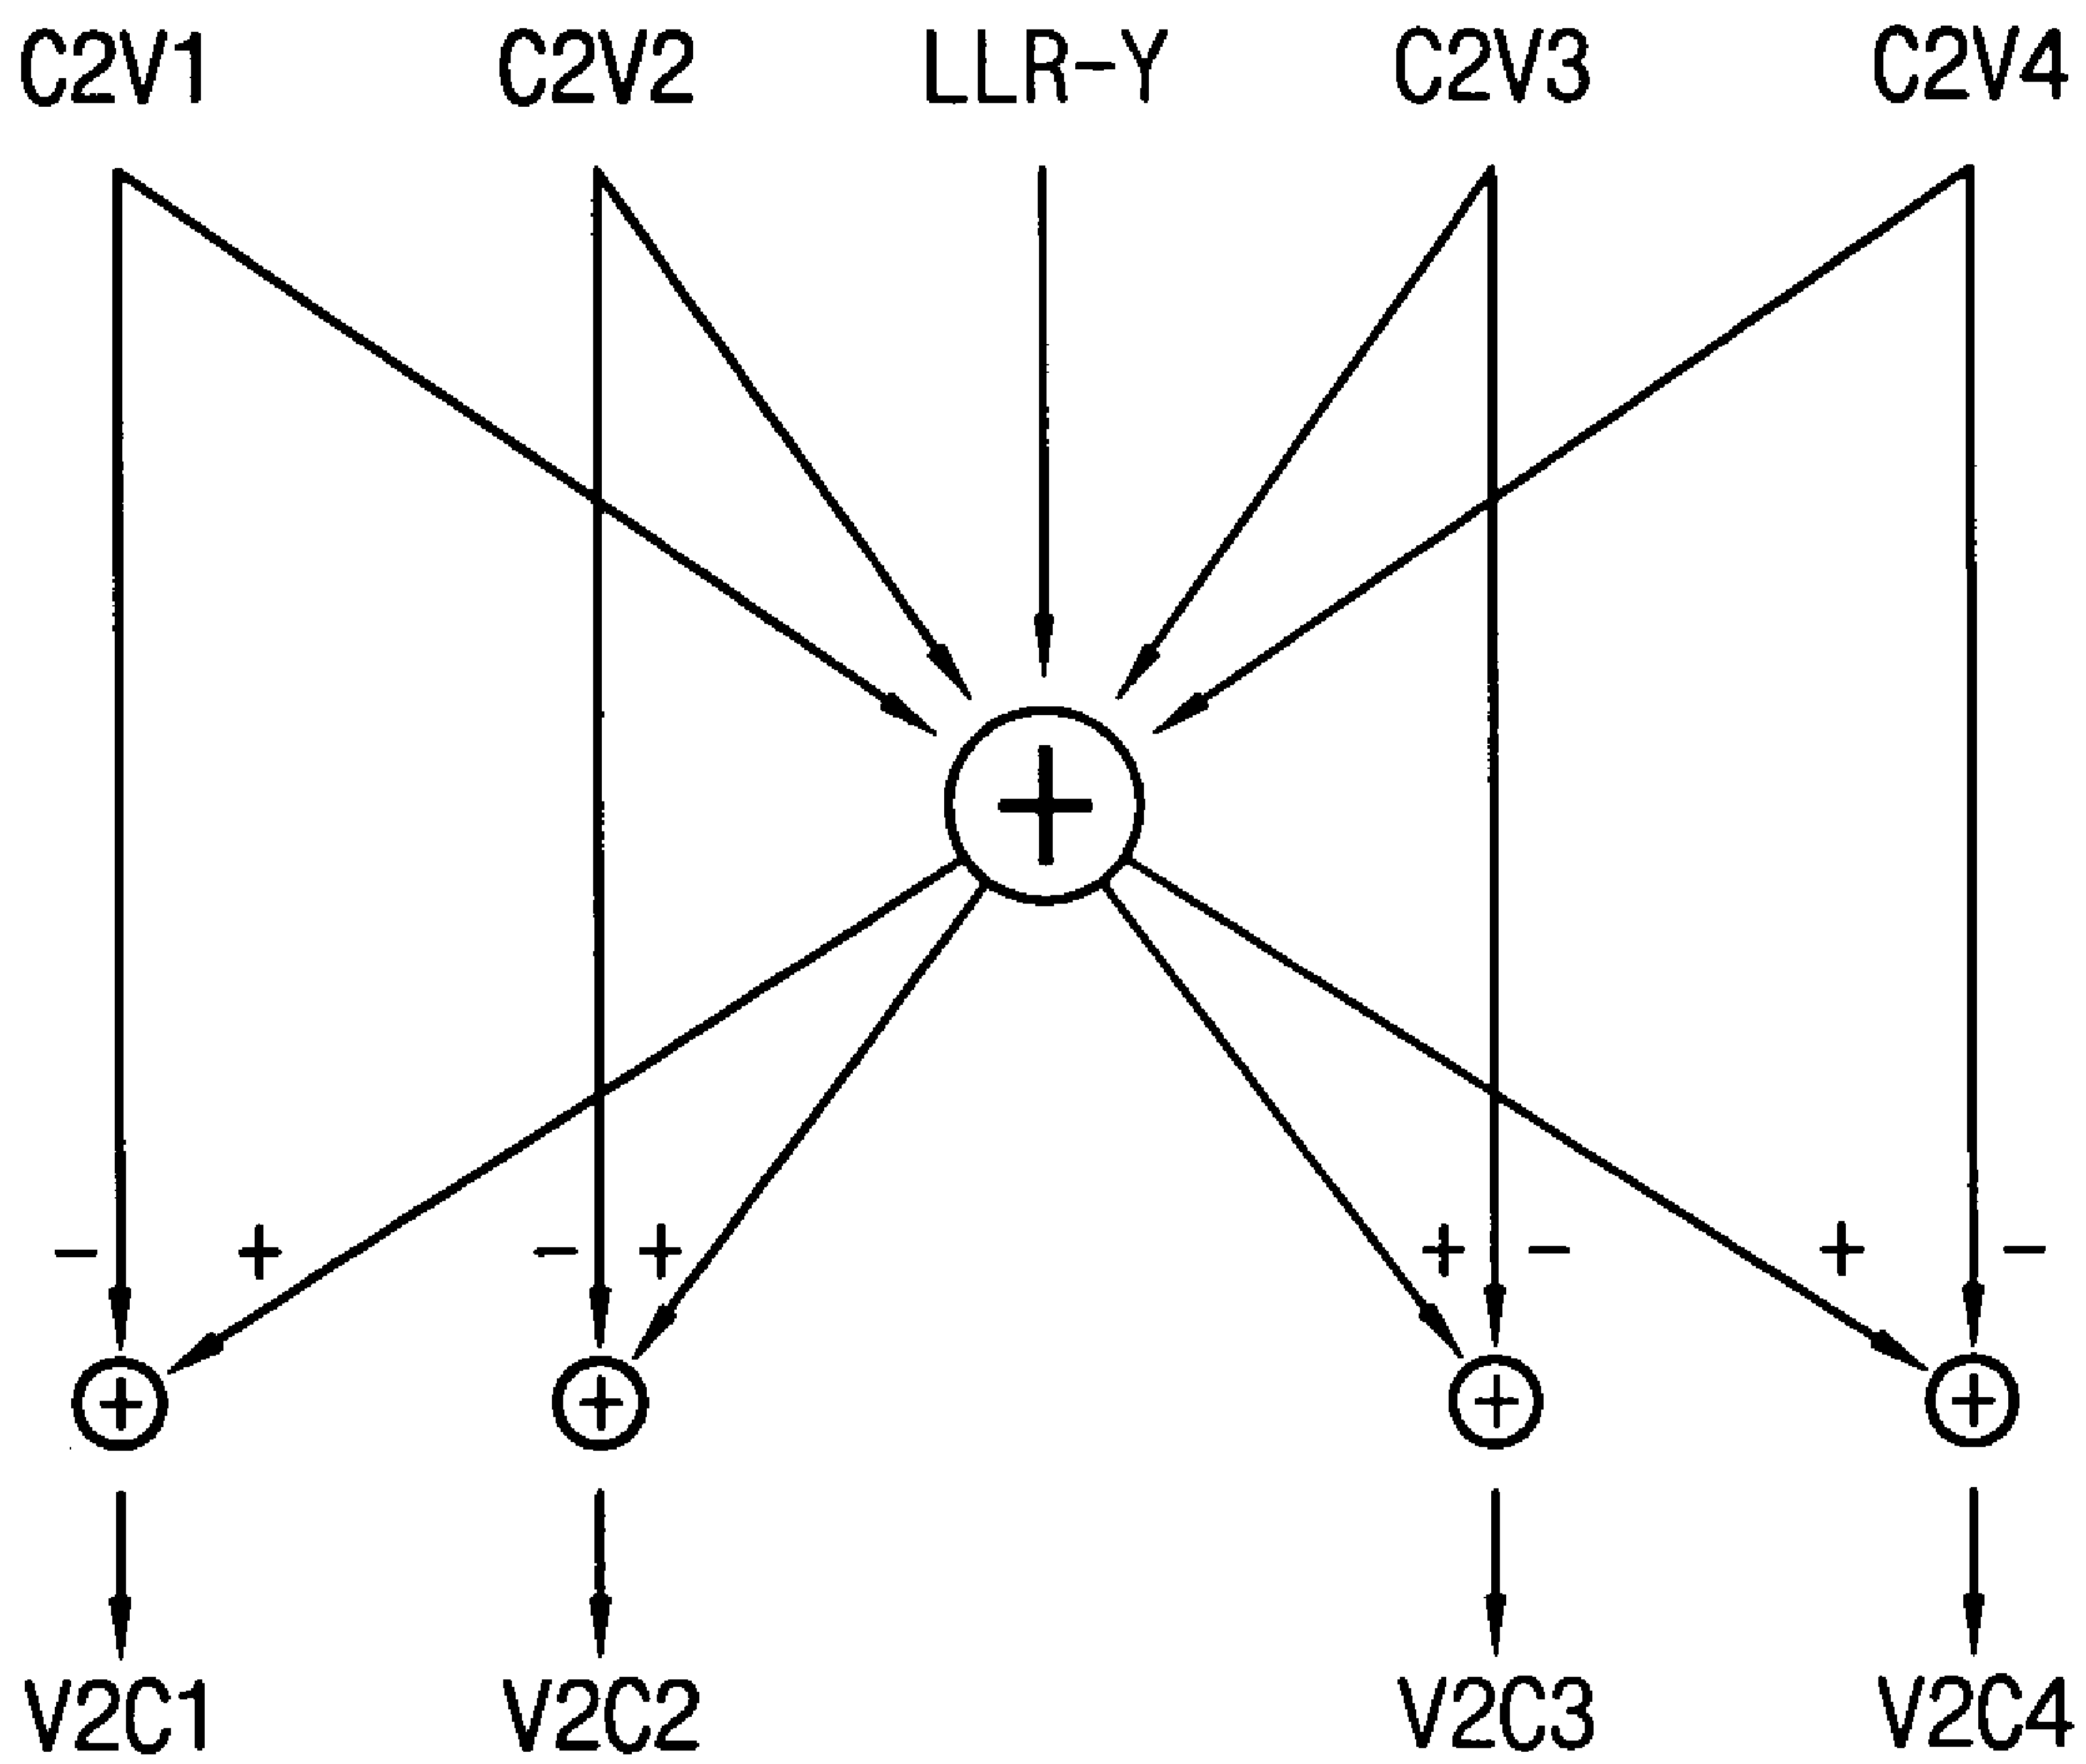 C2V1 C2V2 LLR-Y C2V3 C2V4
+
- + - + + - + -
+ + + +
V2C1 V2C2 V2C3 V2C4